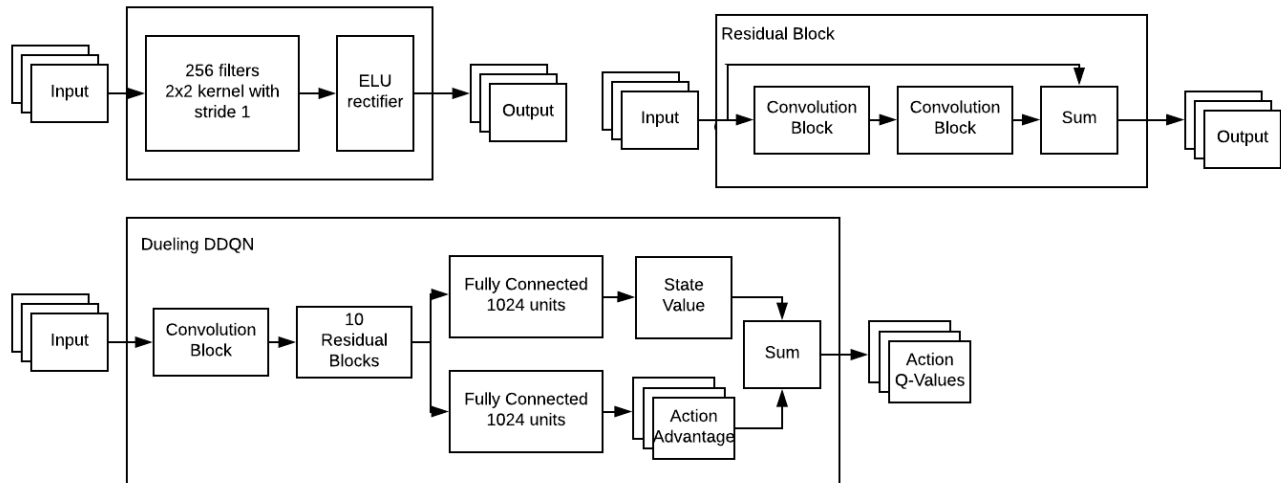 Input
256 filters
2x2 kernel with
stride 1
ELU
rectifier
Output
Residual Block
Input
Convolution
Block
Convolution
Block
Sum
Output
Dueling DDQN
Input
Convolution
Block
10
Residual
Blocks
Fully Connected
1024 units
State
Value
Fully Connected
1024 units
Action
Advantage
Sum
Action
Q-Values